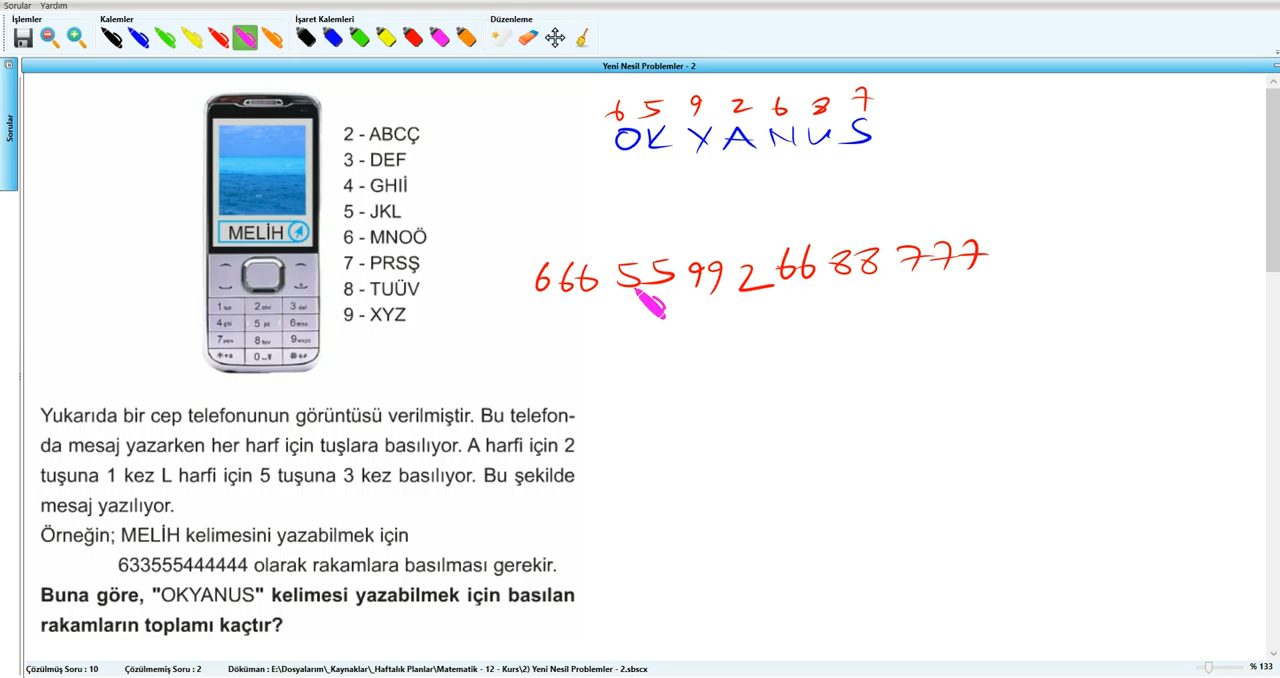 Sorular Yardım
İşlemler Kalemler İşaret Kalemleri Düzenleme
Yeni Nesil Problemler - 2
Sorular
6 5 9 2 6 8 7
OKYANUS
2 - ABCÇ
3 - DEF
4 - GHIİ
5 - JKL
6 - MNOÖ
7 - PRSŞ
8 - TUÜV
9 - XYZ
MELİH
666 55 99 2 66 88 777
Yukarıda bir cep telefonunun görüntüsü verilmiştir. Bu telefon-
da mesaj yazarken her harf için tuşlara basılıyor. A harfi için 2
tuşuna 1 kez L harfi için 5 tuşuna 3 kez basılıyor. Bu şekilde
mesaj yazılıyor.
Örneğin; MELİH kelimesini yazabilmek için
633555444444 olarak rakamlara basılması gerekir.
Buna göre, "OKYANUS" kelimesi yazabilmek için basılan
rakamların toplamı kaçtır?
Çözülmüş Soru : 10 Çözülmemiş Soru : 2 Döküman : E:\Dosyalarım\_Kaynaklar\_Haftalık Planlar\Matematik - 12 - Kurs\2) Yeni Nesil Problemler - 2.sbscx % 133